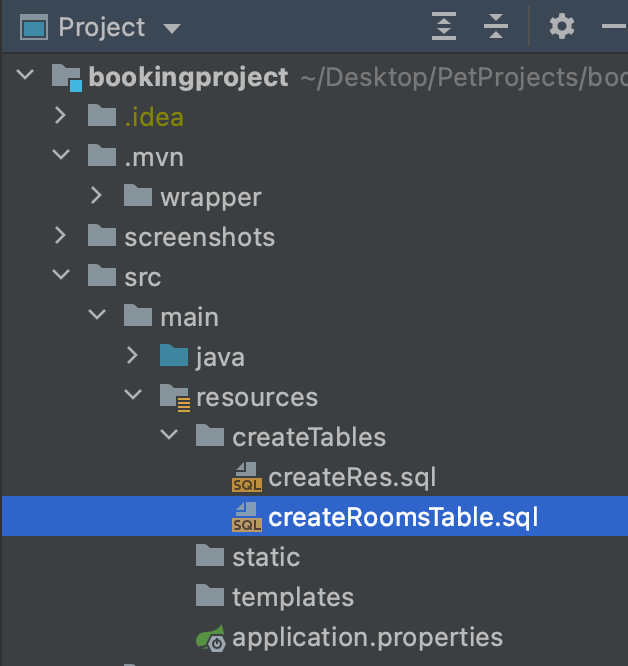 Project
bookingproject ~/Desktop/PetProjects/boo
.idea
.mvn
wrapper
screenshots
src
main
java
resources
createTables
SQL createRes.sql
SQL createRoomsTable.sql
static
templates
application.properties